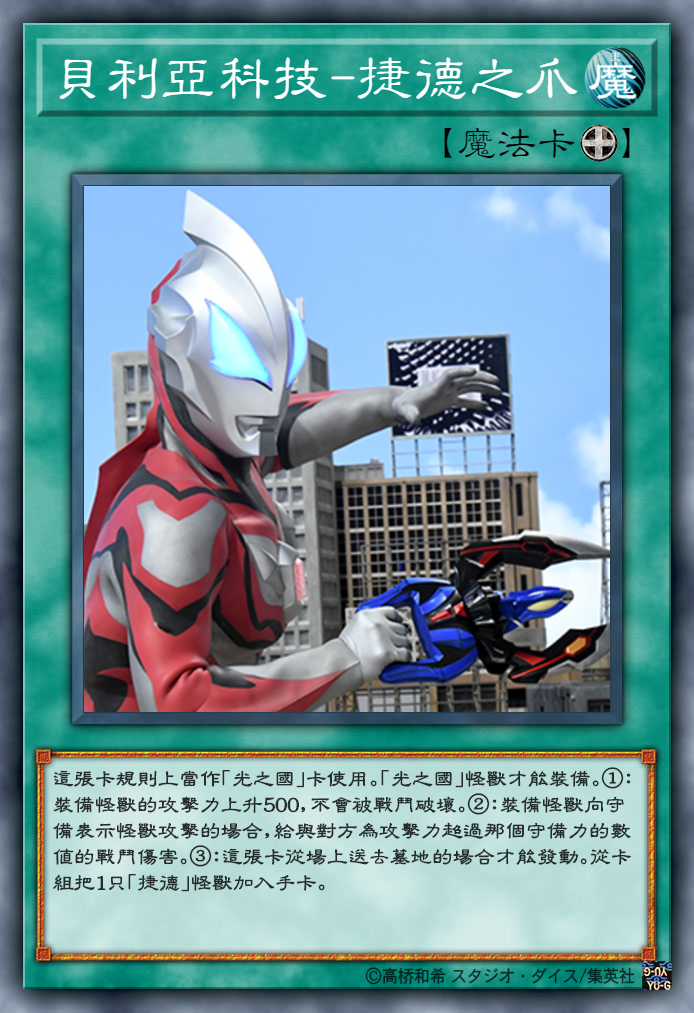 貝利亞科技-捷德之爪 魔
【魔法卡】
這張卡規則上當作「光之國」卡使用。「光之國」怪獸才能裝備。①：
裝備怪獸的攻擊力上升500，不會被戰鬥破壞。②：裝備怪獸向守
備表示怪獸攻擊的場合，給與對方為攻擊力超過那個守備力的數
值的戰鬥傷害。③：這張卡從場上送去墓地的場合才能發動。從卡
組把1只「捷德」怪獸加入手卡。
©高桥和希 スタジオ・ダイス/集英社
YU-G